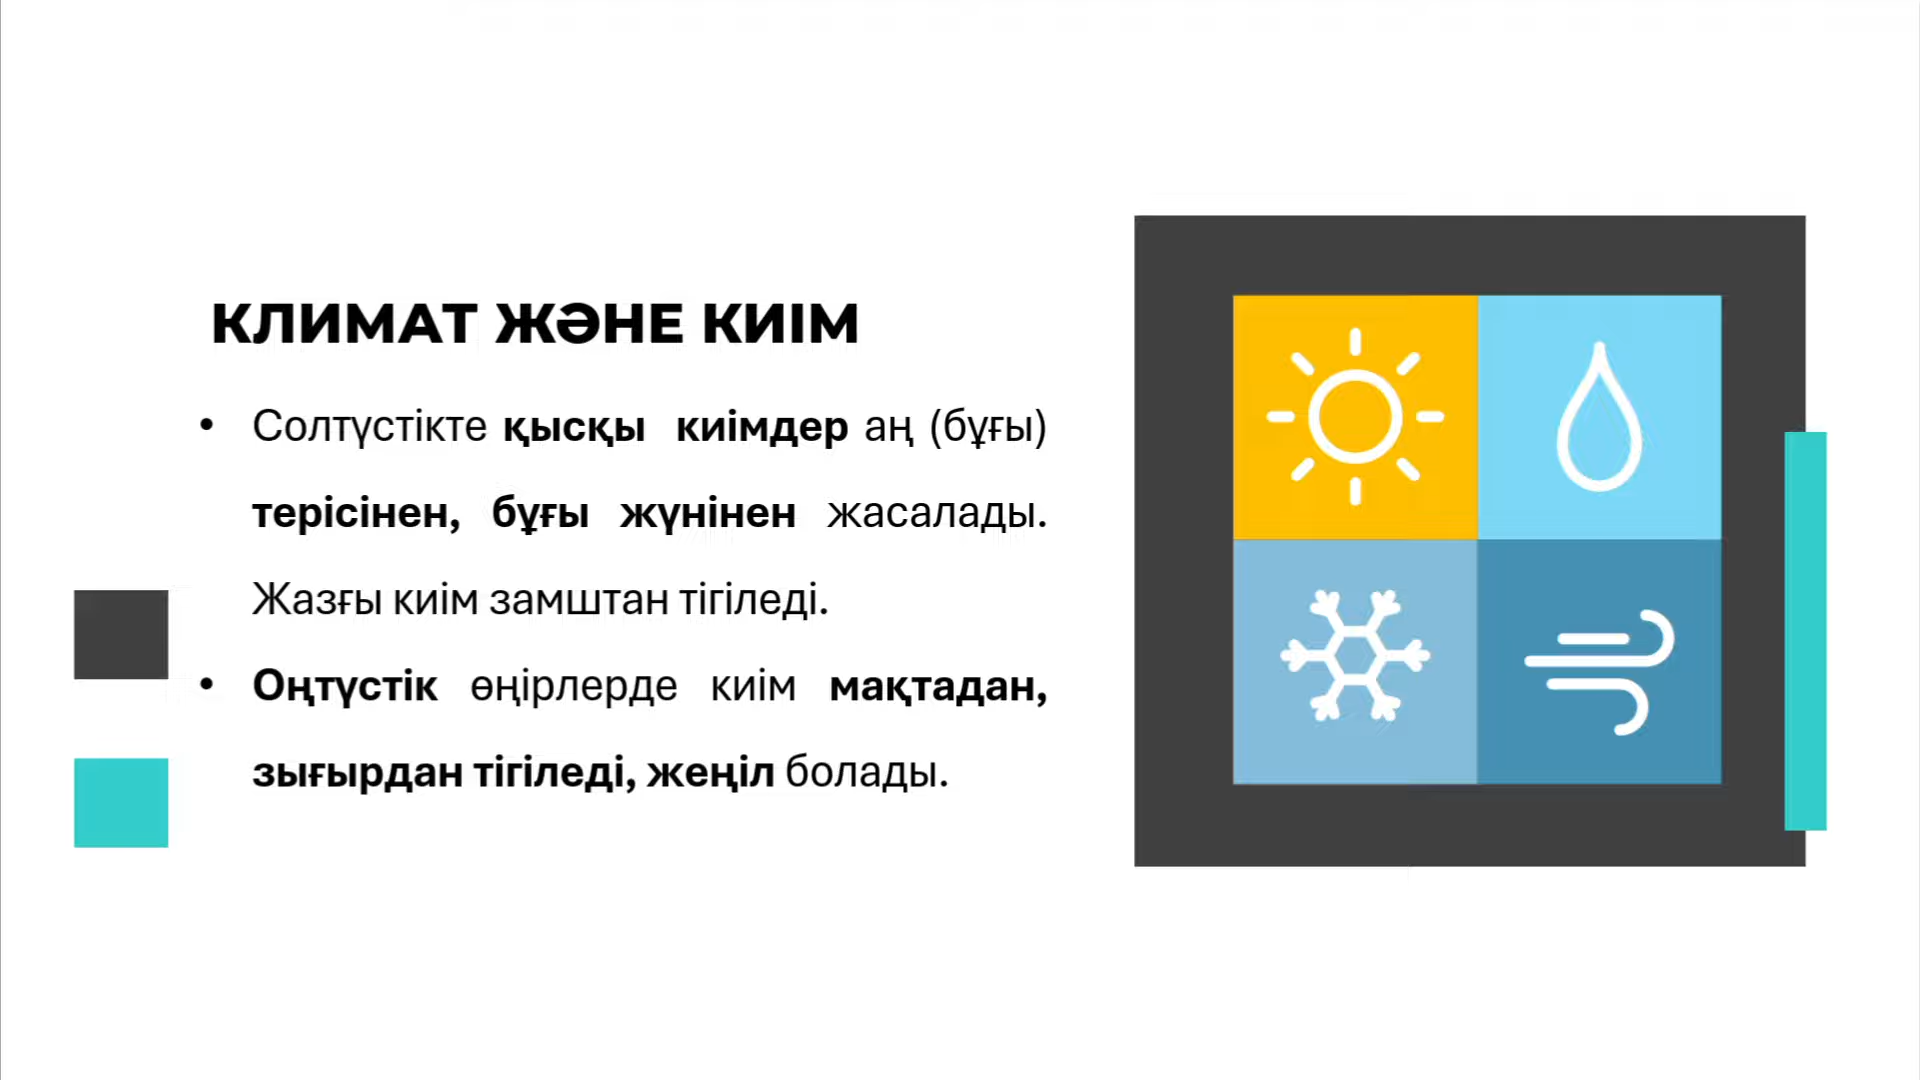 КЛИМАТ ЖӘНЕ КИІМ
• Солтүстікте қысқы киімдер аң (бұғы)
терісінен, бұғы жүнінен жасалады.
Жазғы киім замштан тігіледі.
• Оңтүстік өңірлерде киім мақтадан,
зығырдан тігіледі, жеңіл болады.